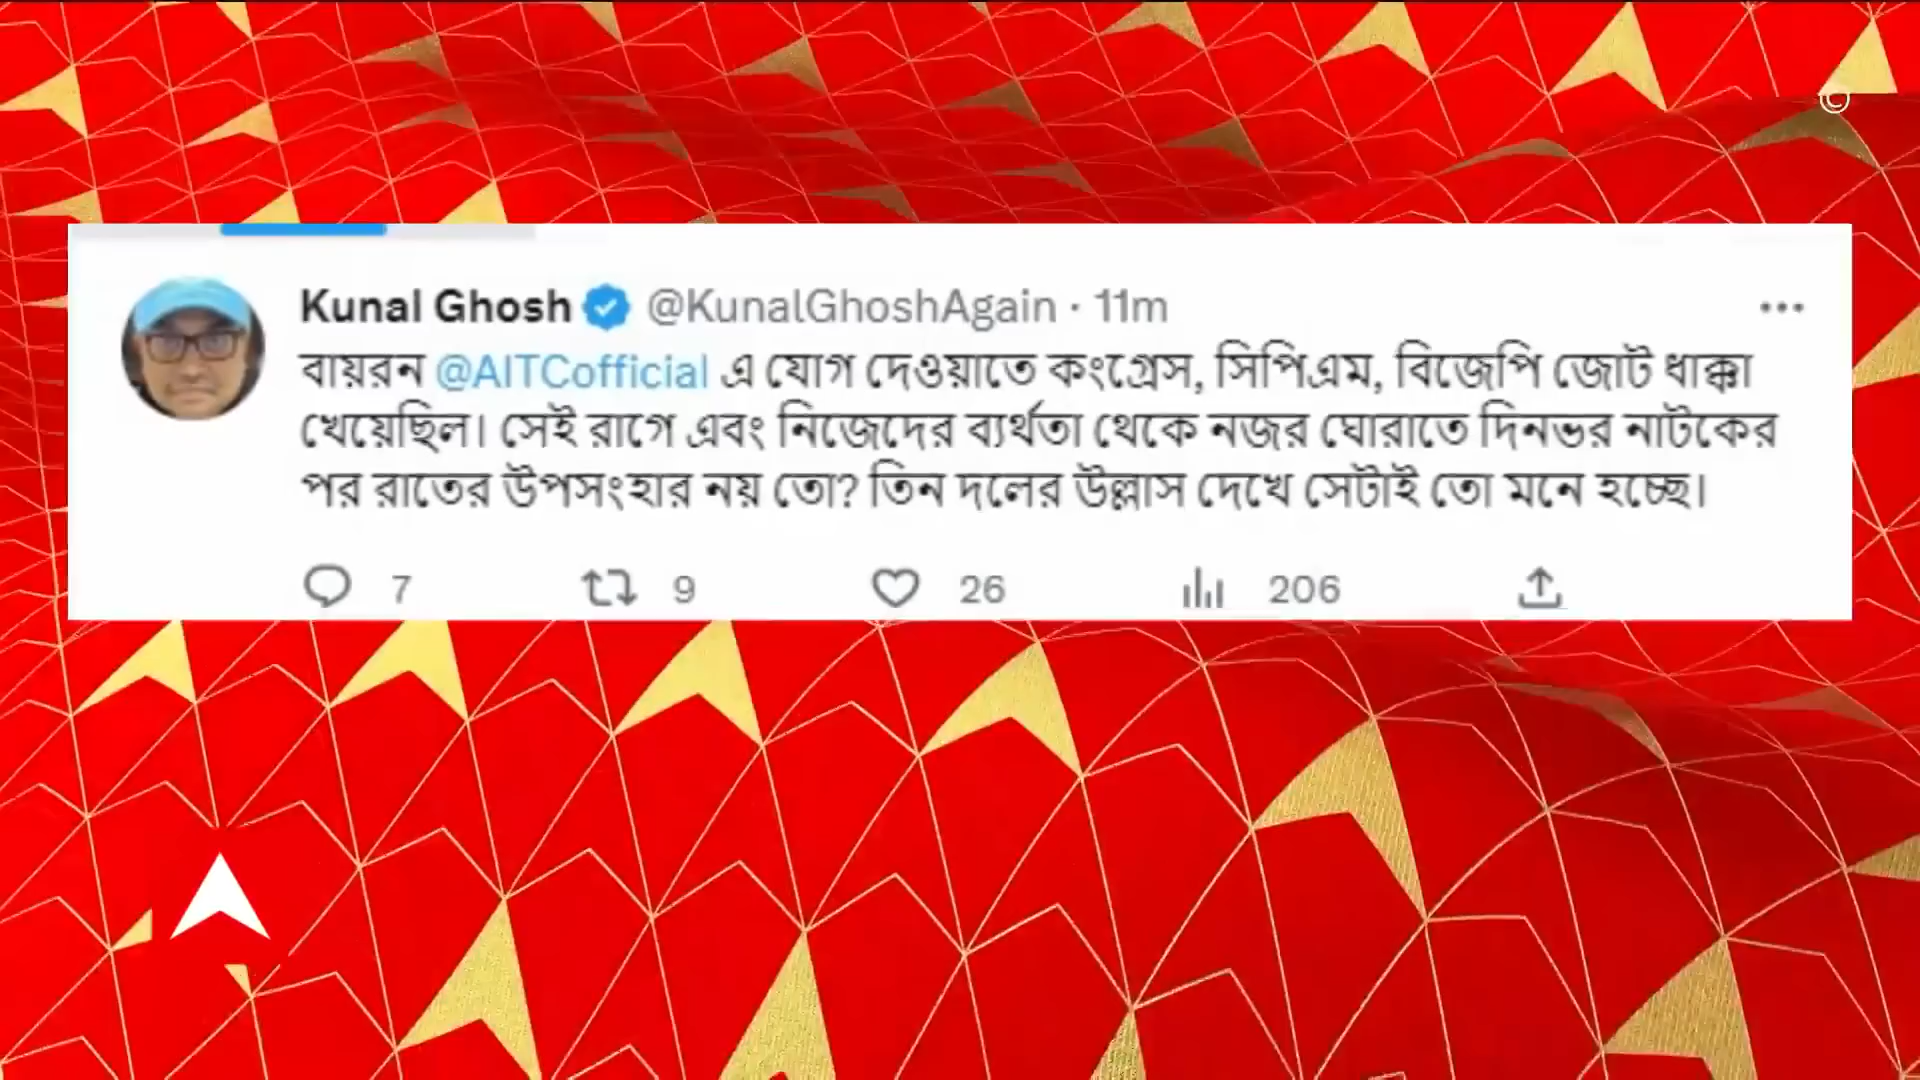 ©
Kunal Ghosh @KunalGhoshAgain · 11m
বায়রন @AITCofficial এ যোগ দেওয়াতে কংগ্রেস, সিপিএম, বিজেপি জোট ধাক্কা
খেয়েছিল। সেই রাগে এবং নিজেদের ব্যর্থতা থেকে নজর ঘোরাতে দিনভর নাটকের
পর রাতের উপসংহার নয় তো? তিন দলের উল্লাস দেখে সেটাই তো মনে হচ্ছে।
7 9 26 206